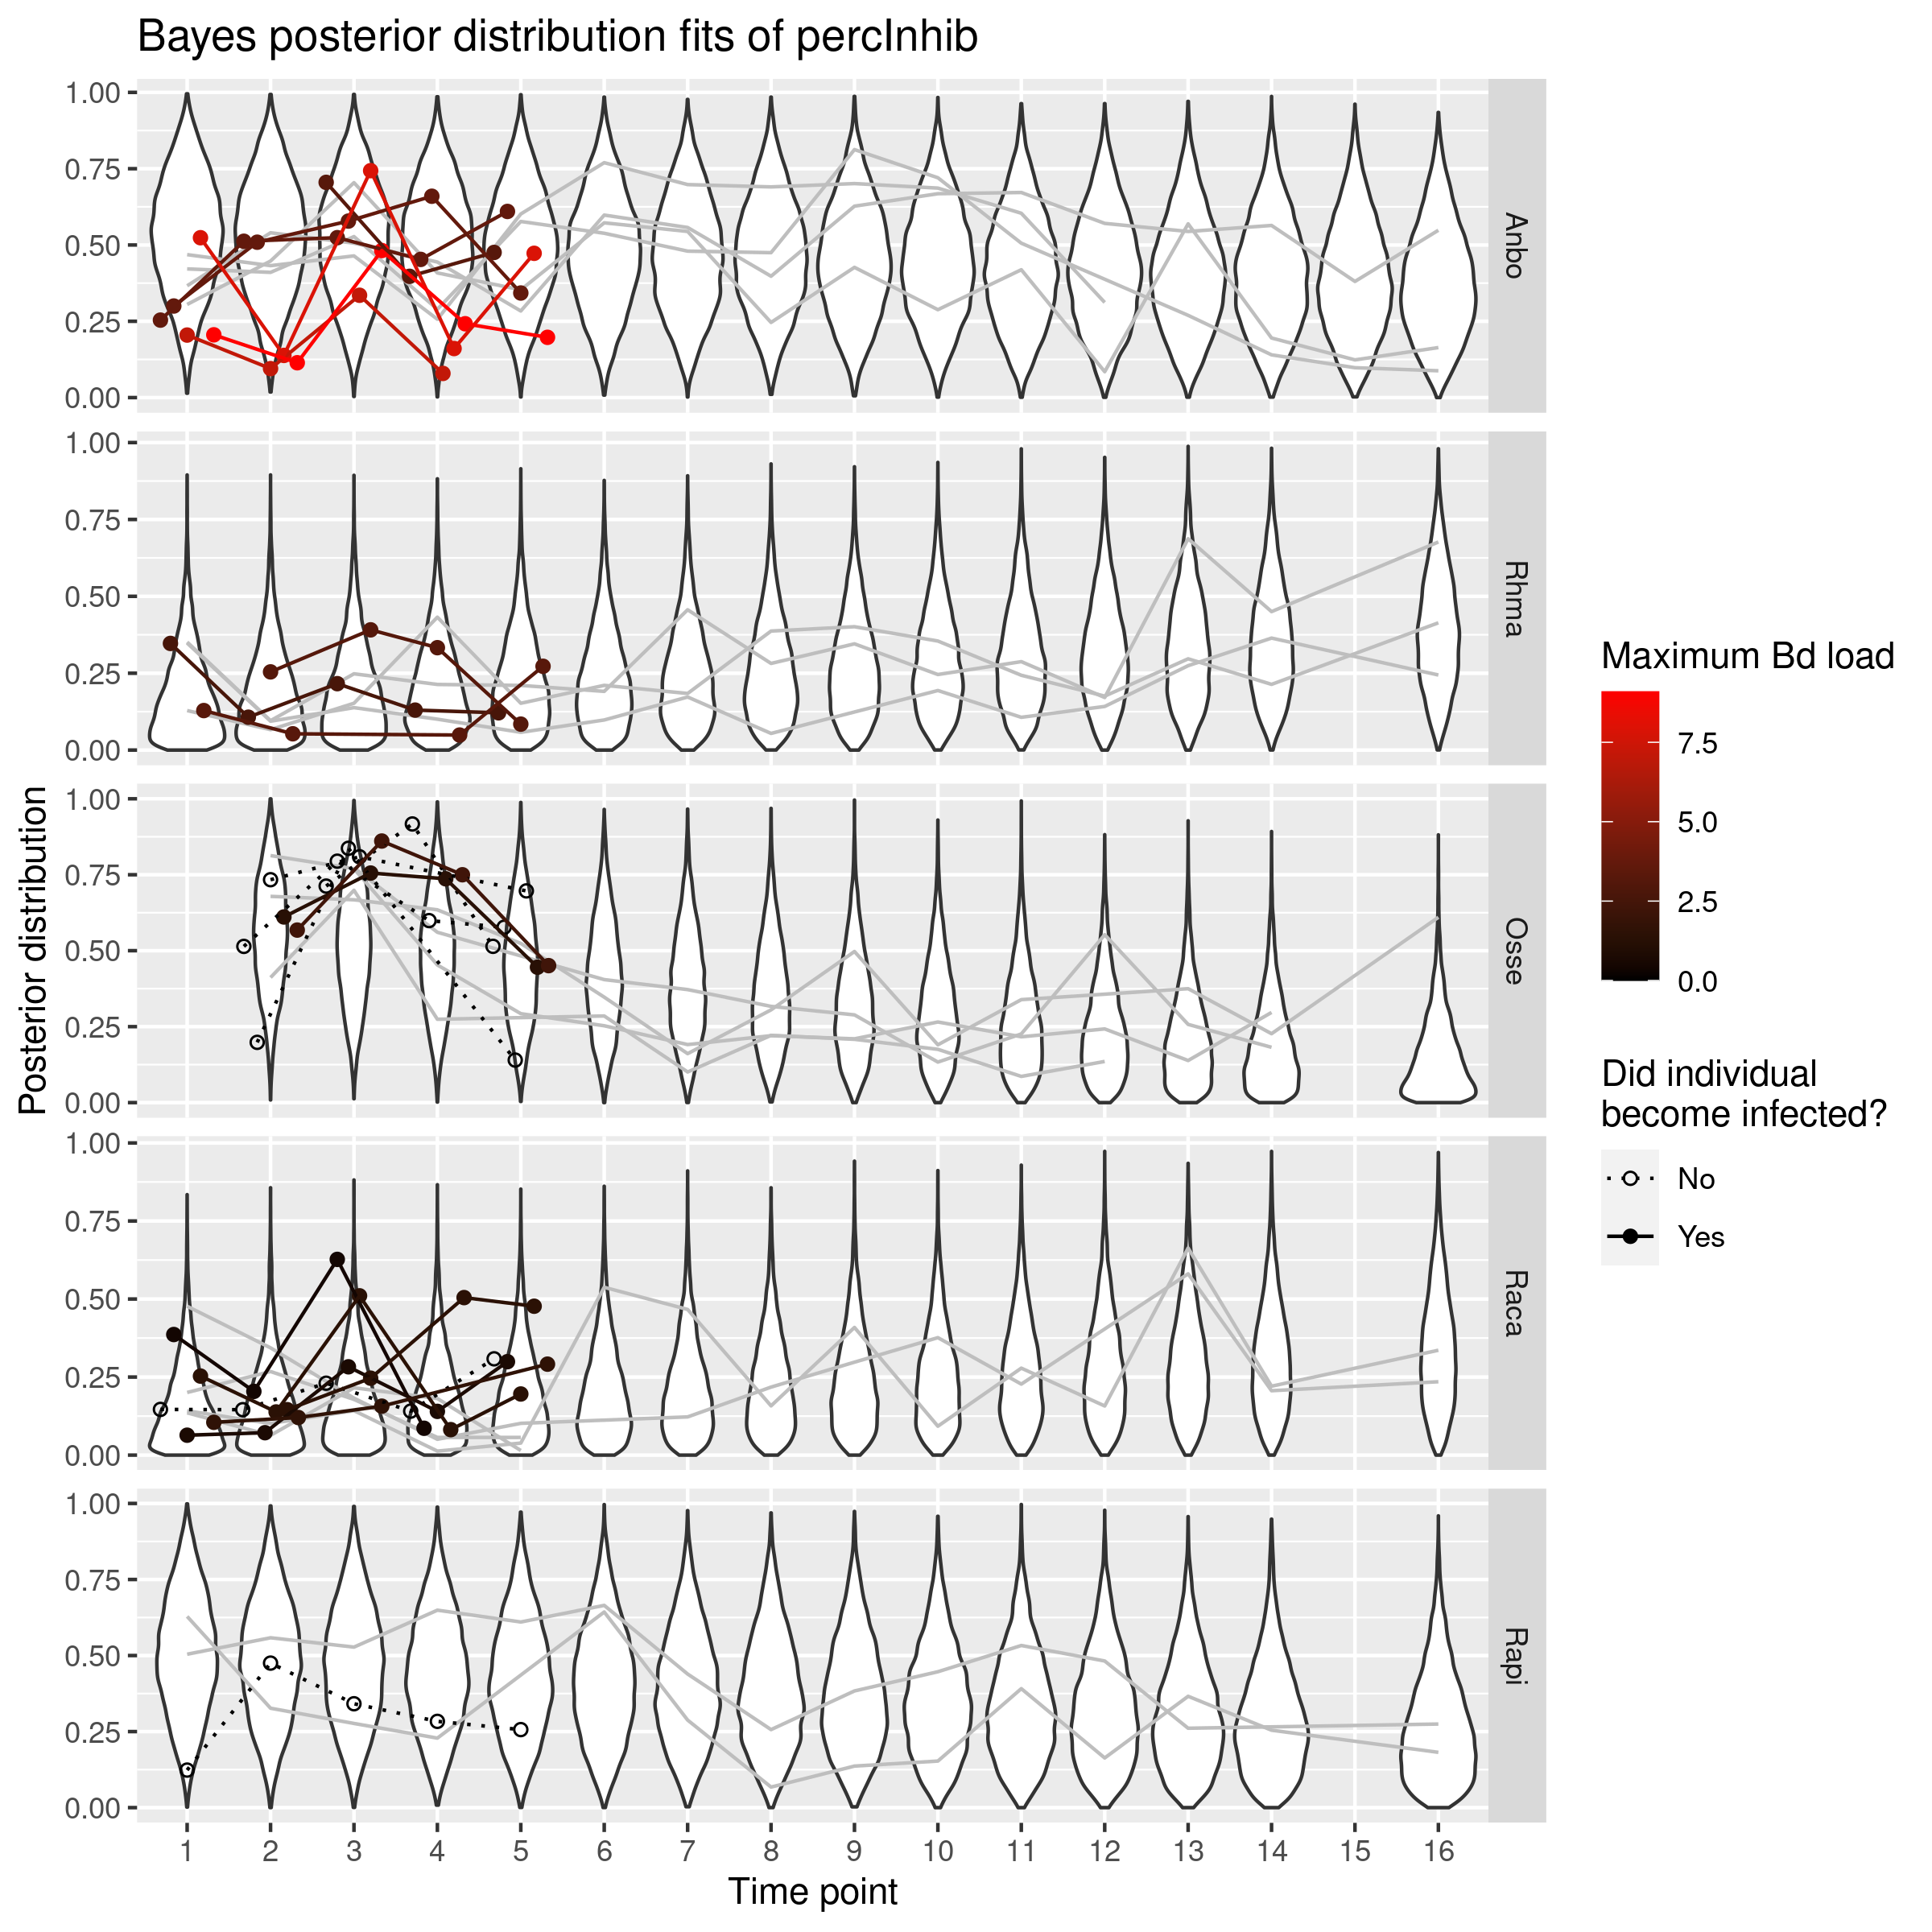 Bayes posterior distribution fits of percInhib
1.00
0.75
0.50
0.25
0.00
Anbo
1.00
0.75
0.50
0.25
0.00
Rhma
1.00
0.75
0.50
0.25
0.00
Osse
1.00
0.75
0.50
0.25
0.00
Raca
1.00
0.75
0.50
0.25
0.00
Rapi
Posterior distribution
1 2 3 4 5 6 7 8 9 10 11 12 13 14 15 16
Time point
Maximum Bd load
7.5
5.0
2.5
0.0
Did individual
become infected?
No
Yes